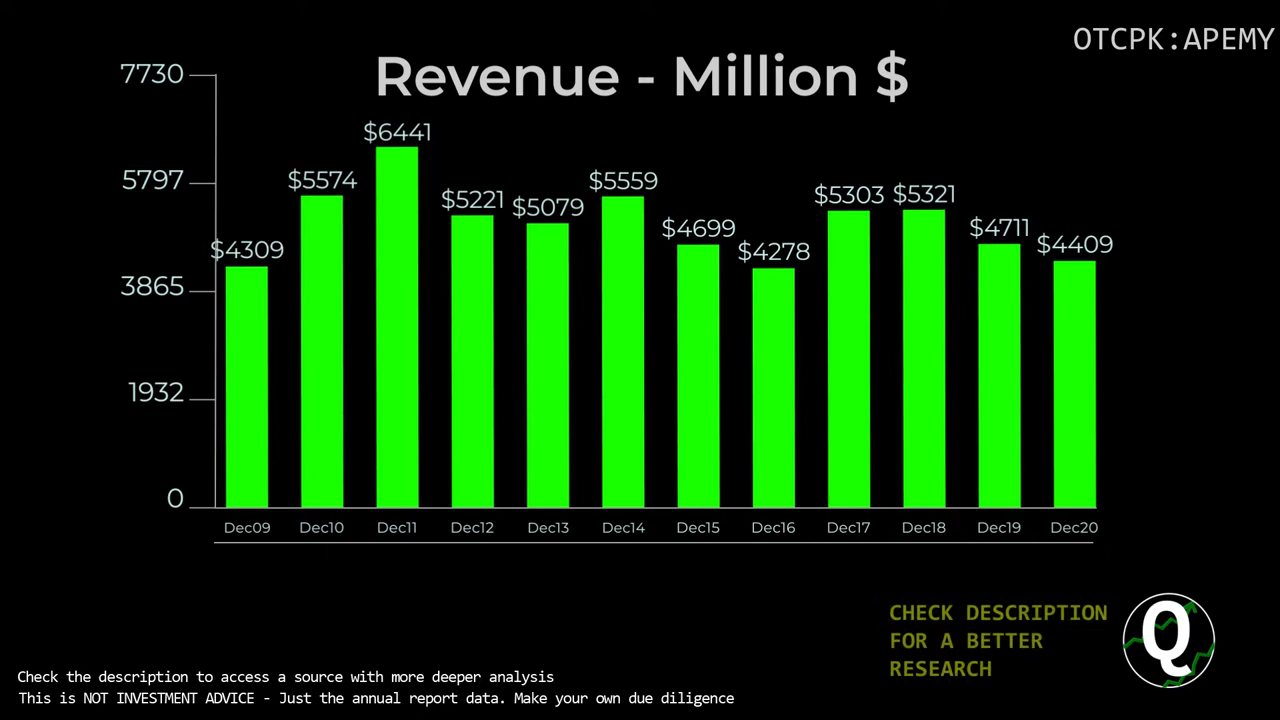 OTCPK:APEMY
Revenue - Million $
7730
5797
3865
1932
0
$4309
$5574
$6441
$5221
$5079
$5559
$4699
$4278
$5303
$5321
$4711
$4409
Dec09 Dec10 Dec11 Dec12 Dec13 Dec14 Dec15 Dec16 Dec17 Dec18 Dec19 Dec20
CHECK DESCRIPTION
FOR A BETTER
RESEARCH
Q
Check the description to access a source with more deeper analysis
This is NOT INVESTMENT ADVICE - Just the annual report data. Make your own due diligence